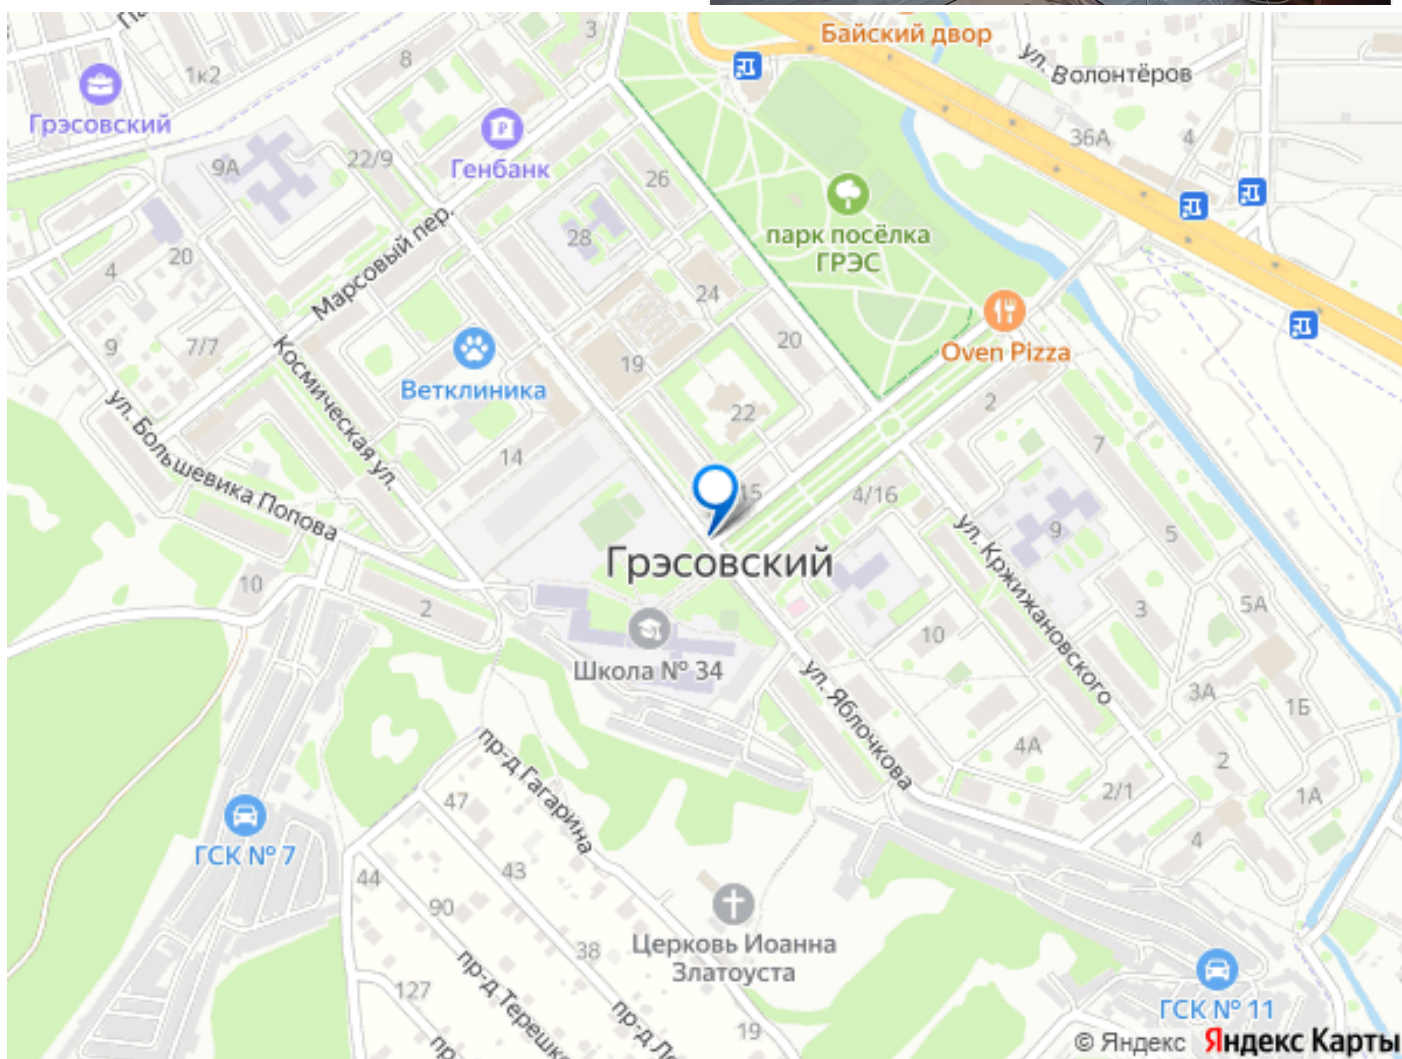 Байский двор
ул. Волонтёров
3
8
1к2
Грэсовский
36А
4
Генбанк
22/9
9А
26
парк посёлка
ГРЭС
28
Марсовый пер.
20
4
24
Oven Pizza
20
19
7/7
9
Ветклиника
Космическая ул.
2
22
7
ул. Большевика Попова
14
15
4/16
9
5
ул. Кржижановского
Грэсовский
10
2
3
5А
10
Школа № 34
ул. Яблочкова
3А
1Б
4А
2
2/1
1А
пр-д Гагарина
47
4
ГСК № 7
43
44
90
38
Церковь Иоанна
Златоуста
127
пр-д Терешко
пр-д Ле
19
пр
ГСК № 11
© Яндекс Яндекс Карты